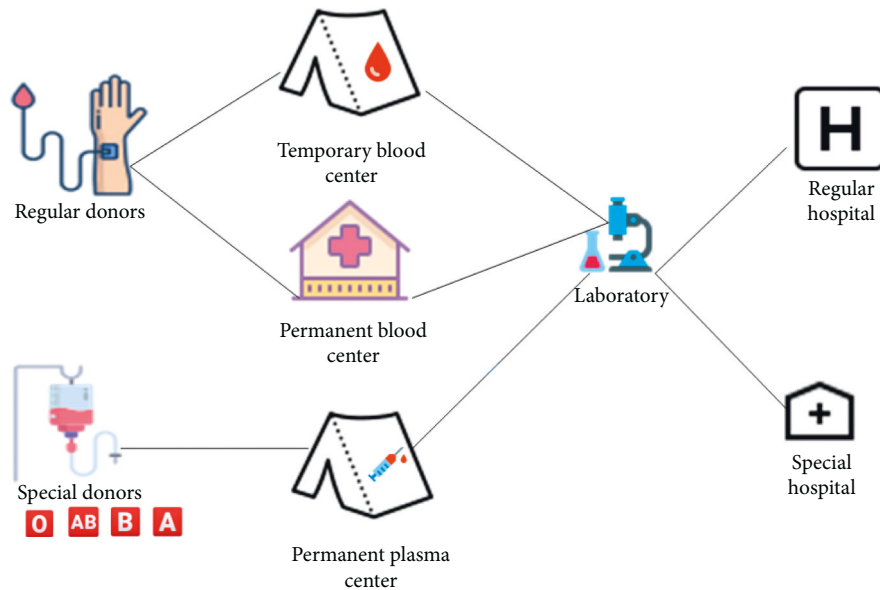 Regular donors
Temporary blood
center
Permanent blood
center
Special donors
O AB B A
Permanent plasma
center
Laboratory
H
Regular
hospital
Special
hospital